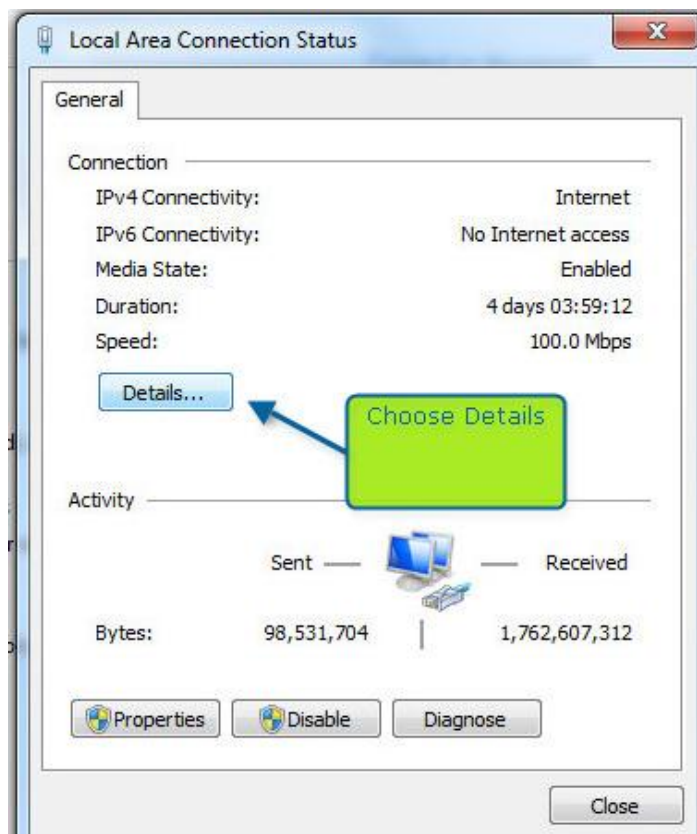 Local Area Connection Status
General
Connection
IPv4 Connectivity: Internet
IPv6 Connectivity: No Internet access
Media State: Enabled
Duration: 4 days 03:59:12
Speed: 100.0 Mbps
Details...
Choose Details
Activity
Sent Received
Bytes: 98,531,704 1,762,607,312
Properties Disable Diagnose
Close